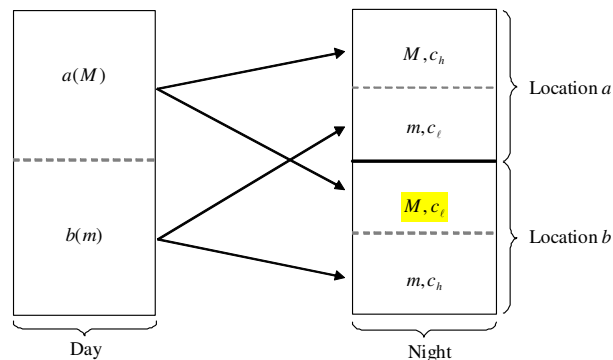 a(M)
b(m)
Day
M, c_h
m, c_ℓ
M, c_ℓ
m, c_h
Night
Location a
Location b